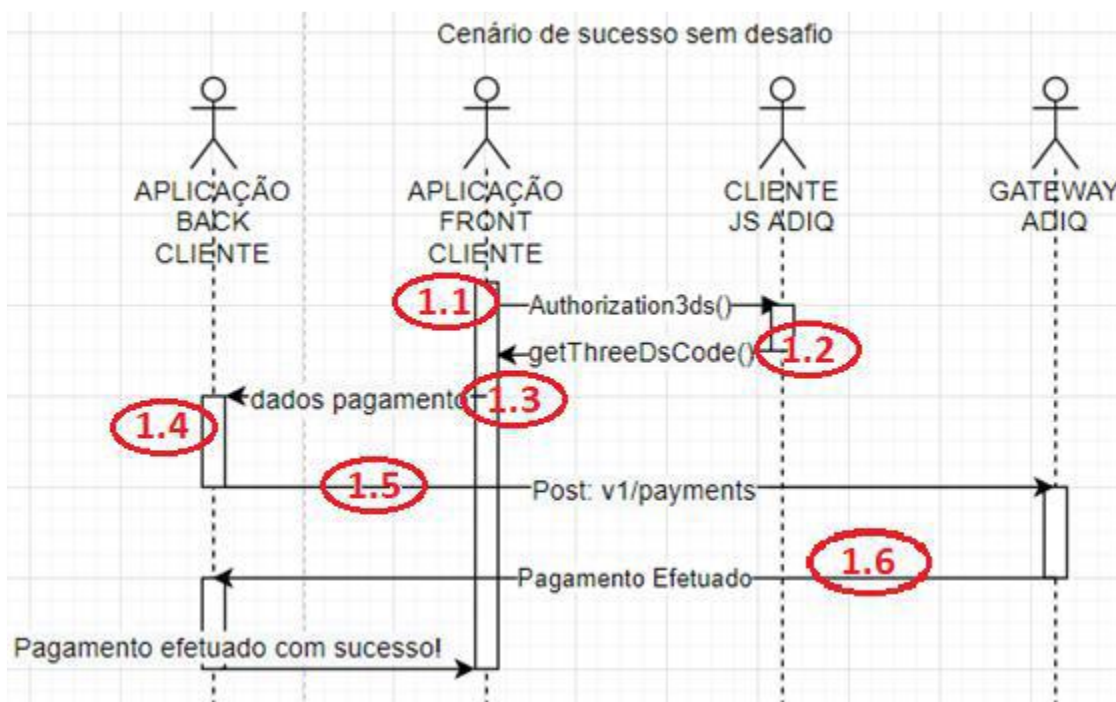 Cenário de sucesso sem desafio
APLICAÇÃO
BACK
CLIENTE
APLICAÇÃO
FRONT
CLIENTE
CLIENTE
JS ADIQ
GATEWAY
ADIQ
1.1
Authorization3ds()
getThreeDsCode()
1.2
dados pagamento
1.3
1.4
1.5
Post: v1/payments
1.6
Pagamento Efetuado
Pagamento efetuado com sucesso!